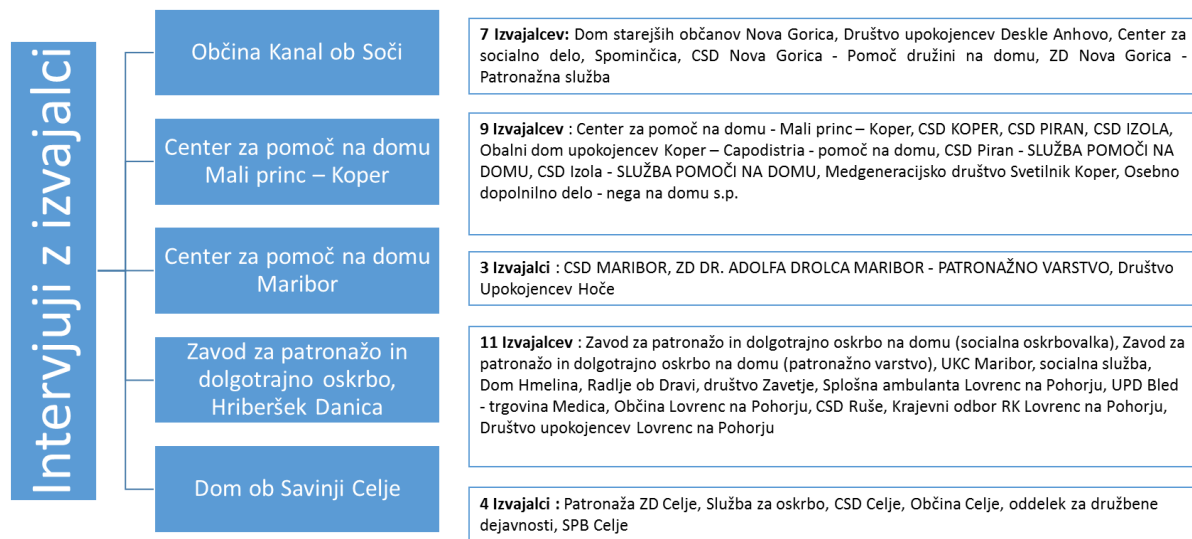 Intervjuji z izvajalci
Občina Kanal ob Soči
7 Izvajalcev: Dom starejših občanov Nova Gorica, Društvo upokojencev Deskle Anhovo, Center za
socialno delo, Spominčica, CSD Nova Gorica - Pomoč družini na domu, ZD Nova Gorica -
Patronažna služba
Center za pomoč na domu
Mali princ – Koper
9 Izvajalcev : Center za pomoč na domu - Mali princ – Koper, CSD KOPER, CSD PIRAN, CSD IZOLA,
Obalni dom upokojencev Koper – Capodistria - pomoč na domu, CSD Piran - SLUŽBA POMOČI NA
DOMU, CSD Izola - SLUŽBA POMOČI NA DOMU, Medgeneracijsko društvo Svetilnik Koper, Osebno
dopolnilno delo - nega na domu s.p.
Center za pomoč na domu
Maribor
3 Izvajalci : CSD MARIBOR, ZD DR. ADOLFA DROLCA MARIBOR - PATRONAŽNO VARSTVO, Društvo
Upokojencev Hoče
Zavod za patronažo in
dolgotrajno oskrbo,
Hriberšek Danica
11 Izvajalcev : Zavod za patronažo in dolgotrajno oskrbo na domu (socialna oskrbovalka), Zavod za
patronažo in dolgotrajno oskrbo na domu (patronažno varstvo), UKC Maribor, socialna služba,
Dom Hmelina, Radlje ob Dravi, društvo Zavetje, Splošna ambulanta Lovrenc na Pohorju, UPD Bled
- trgovina Medica, Občina Lovrenc na Pohorju, CSD Ruše, Krajevni odbor RK Lovrenc na Pohorju,
Društvo upokojencev Lovrenc na Pohorju
Dom ob Savinji Celje
4 Izvajalci : Patronaža ZD Celje, Služba za oskrbo, CSD Celje, Občina Celje, oddelek za družbene
dejavnosti, SPB Celje